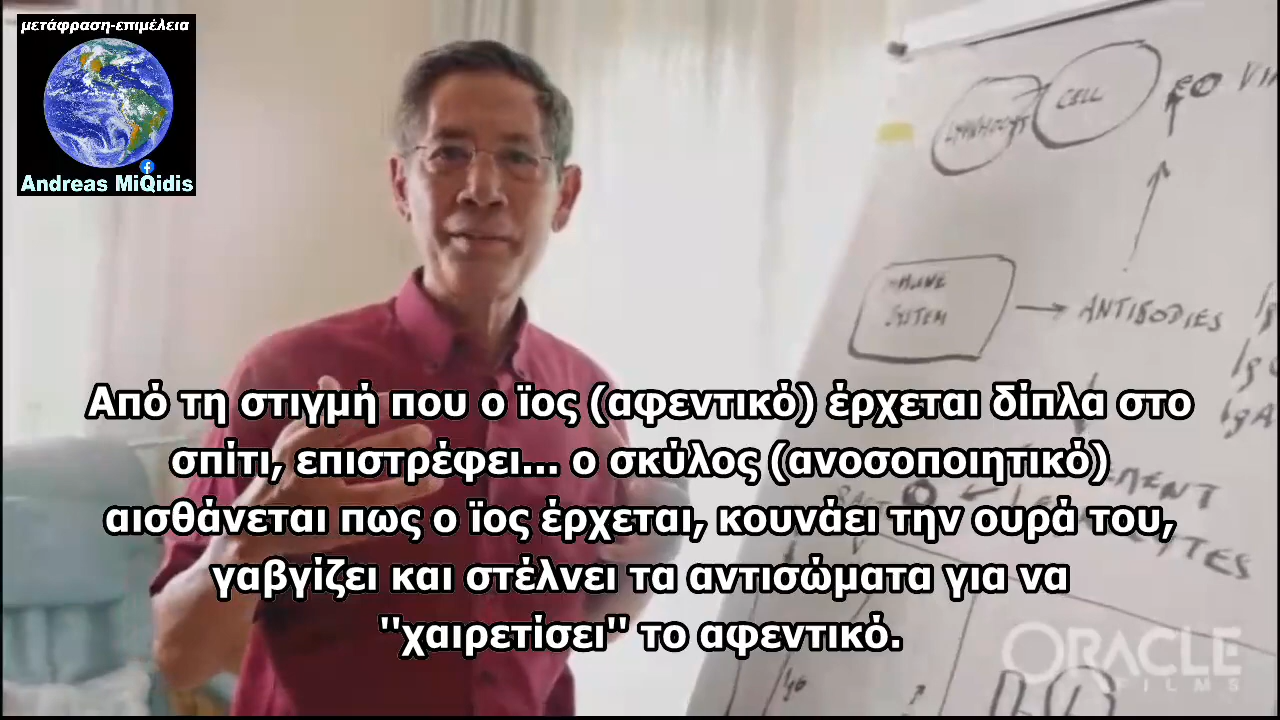 μετάφραση-επιμέλεια
Andreas MiQidis
LYMPHOCYTE
CELL
IMMUNE
SYSTEM
ANTIBODIES
Από τη στιγμή που ο ϊος (αφεντικό) έρχεται δίπλα στο
σπίτι, επιστρέφει... ο σκύλος (ανοσοποιητικό)
αισθάνεται πως ο ϊος έρχεται, κουνάει την ουρά του,
γαβγίζει και στέλνει τα αντισώματα για να
''χαιρετίσει'' το αφεντικό.
IgG
ORACLE
FILMS